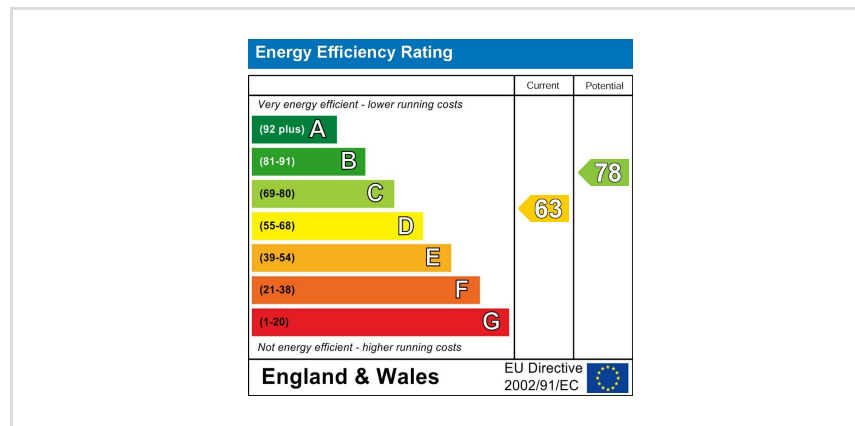 Energy Efficiency Rating
Current Potential
Very energy efficient - lower running costs
(92 plus) A
(81-91) B
(69-80) C
(55-68) D
(39-54) E
(21-38) F
(1-20) G
63
78
Not energy efficient - higher running costs
England & Wales
EU Directive
2002/91/EC